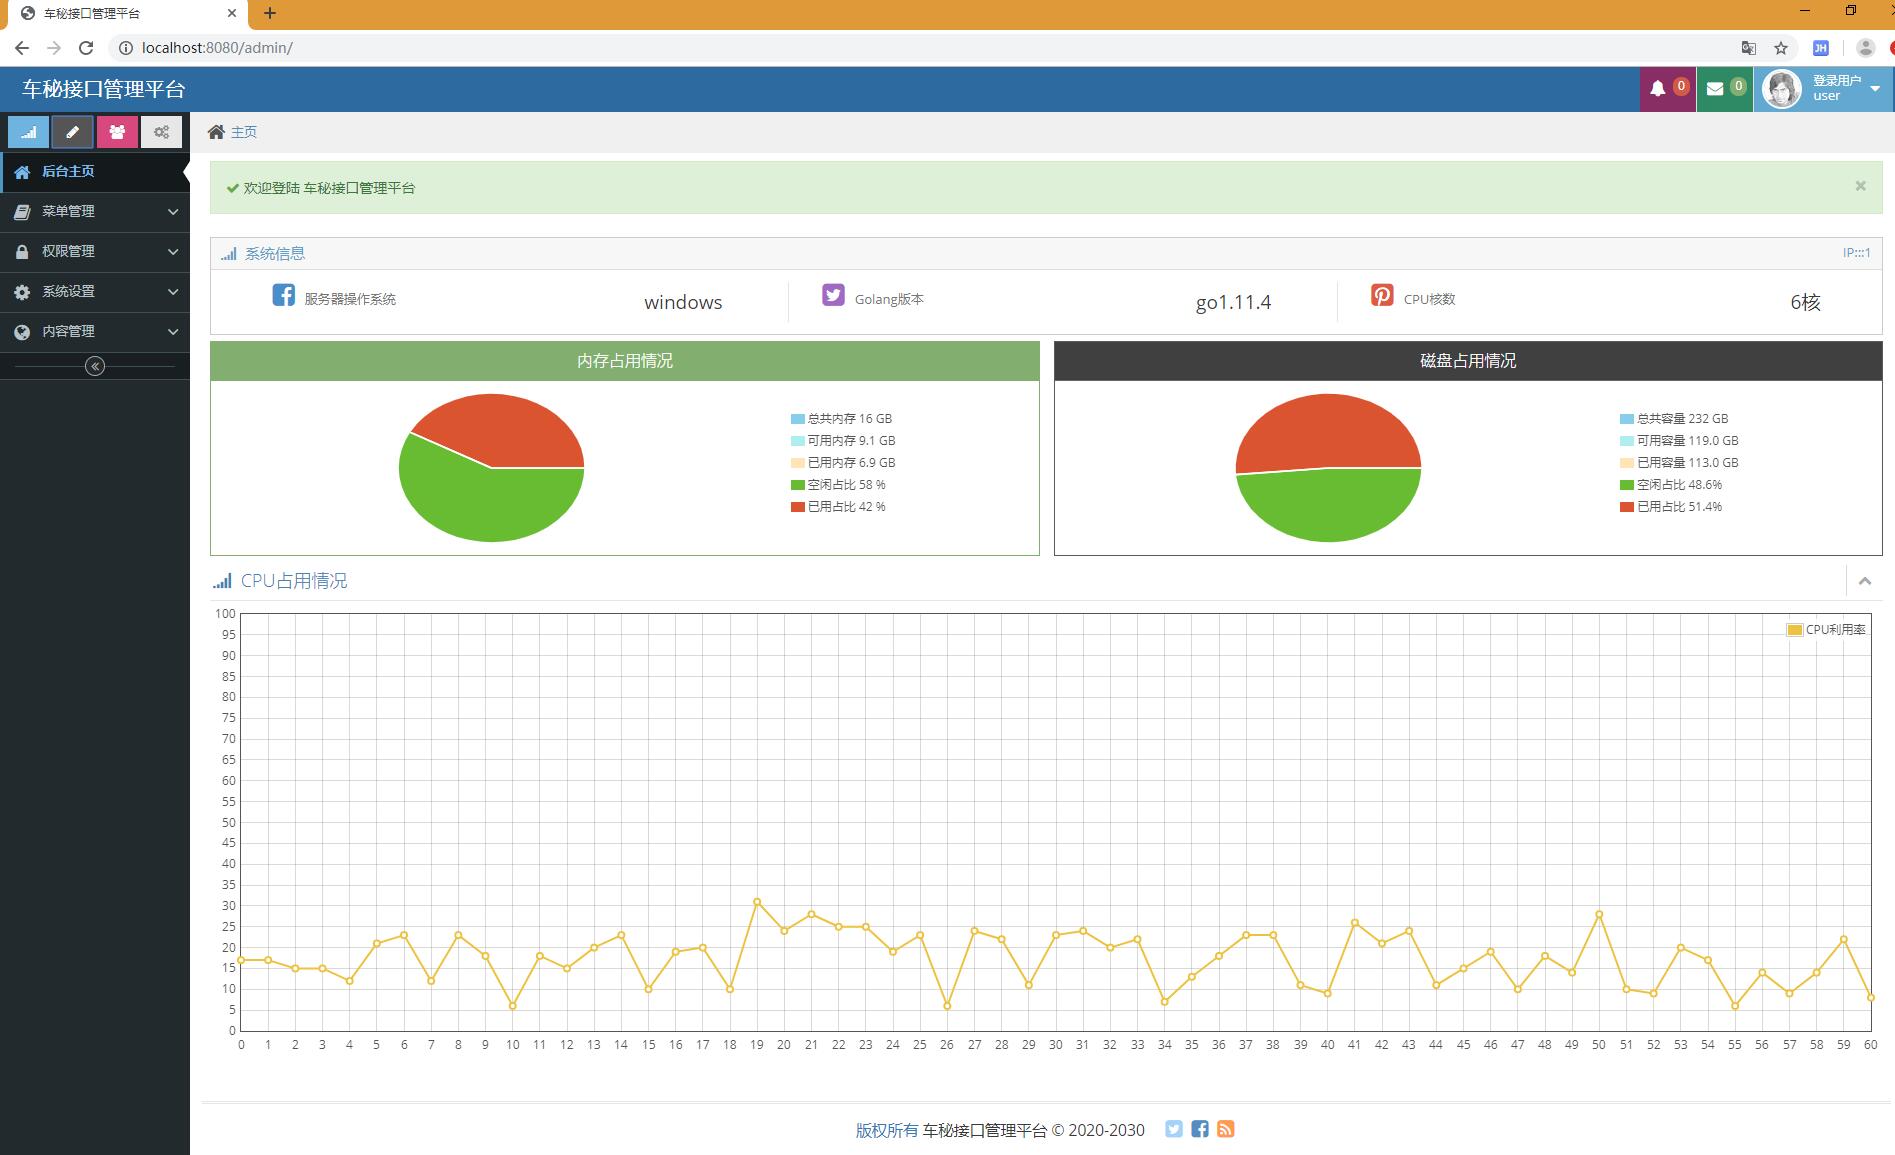 车秘接口管理平台
localhost:8080/admin/
JH
车秘接口管理平台
0
0
登录用户
user
主页
后台主页
菜单管理
权限管理
系统设置
内容管理
欢迎登陆 车秘接口管理平台
系统信息
IP:::1
服务器操作系统
windows
Golang版本
go1.11.4
CPU核数
6核
内存占用情况
总共内存 16 GB
可用内存 9.1 GB
已用内存 6.9 GB
空闲占比 58 %
已用占比 42 %
磁盘占用情况
总共容量 232 GB
可用容量 119.0 GB
已用容量 113.0 GB
空闲占比 48.6%
已用占比 51.4%
CPU占用情况
CPU利用率
100
95
90
85
80
75
70
65
60
55
50
45
40
35
30
25
20
15
10
5
0
0 1 2 3 4 5 6 7 8 9 10 11 12 13 14 15 16 17 18 19 20 21 22 23 24 25 26 27 28 29 30 31 32 33 34 35 36 37 38 39 40 41 42 43 44 45 46 47 48 49 50 51 52 53 54 55 56 57 58 59 60
版权所有 车秘接口管理平台 © 2020-2030